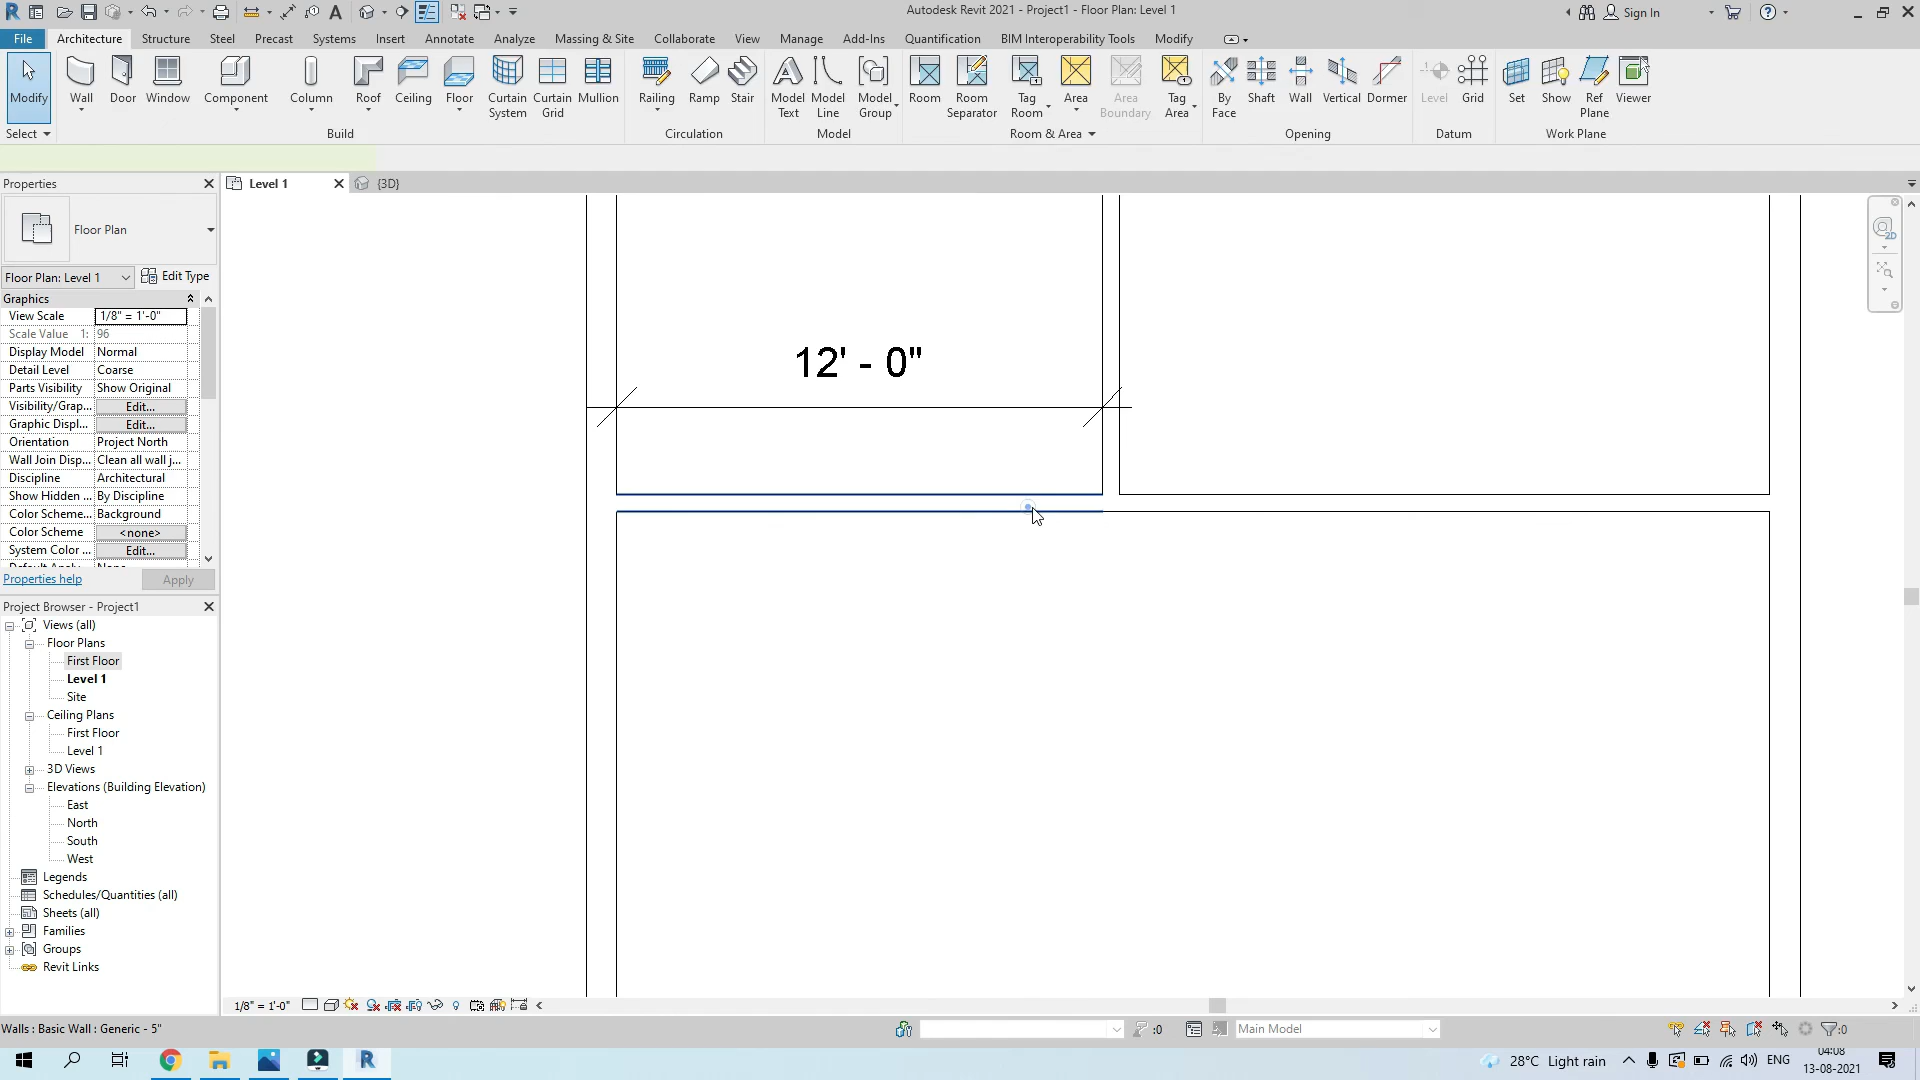 Autodesk Revit 2021 - Project1 - Floor Plan: Level 1
Sign In
File Architecture Structure Steel Precast Systems Insert Annotate Analyze Massing & Site Collaborate View Manage Add-Ins Quantification BIM Interoperability Tools Modify
Modify Wall Door Window Component Column Roof Ceiling Floor Curtain System Curtain Grid Mullion Railing Ramp Stair Model Text Model Line Model Group Room Room Separator Tag Room Area Area Boundary Tag Area By Face Shaft Wall Vertical Dormer Level Grid Set Show Ref Plane Viewer
Select Build Circulation Model Room & Area Opening Datum Work Plane
Properties
Level 1 {3D}
Floor Plan
Floor Plan: Level 1 Edit Type
Graphics
View Scale 1/8" = 1'-0"
Scale Value 1: 96
Display Model Normal
Detail Level Coarse
Parts Visibility Show Original
Visibility/Grap... Edit...
Graphic Displ... Edit...
Orientation Project North
Wall Join Disp... Clean all wall j...
Discipline Architectural
Show Hidden ... By Discipline
Color Scheme... Background
Color Scheme <none>
System Color ... Edit...
Properties help Apply
12' - 0"
2D
Project Browser - Project1
Views (all)
Floor Plans
First Floor
Level 1
Site
Ceiling Plans
First Floor
Level 1
3D Views
Elevations (Building Elevation)
East
North
South
West
Legends
Schedules/Quantities (all)
Sheets (all)
Families
Groups
Revit Links
1/8" = 1'-0"
Walls : Basic Wall : Generic - 5"
:0
Main Model
:0
28°C Light rain
ENG
04:08
13-08-2021